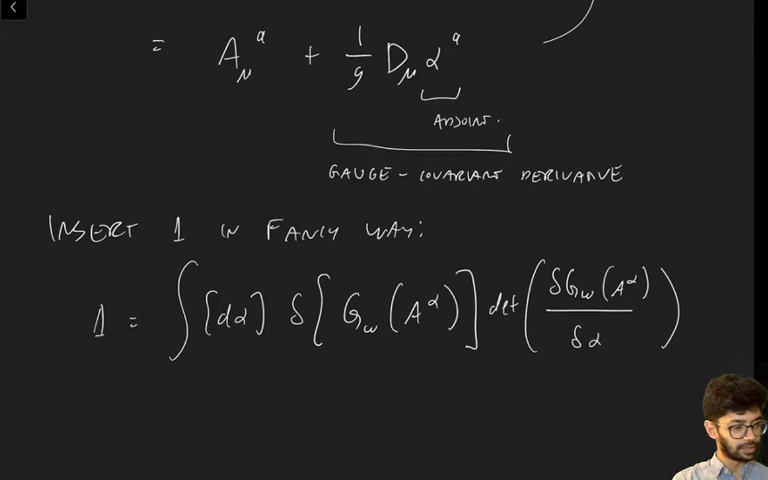 = A_μ^a + 1/g D_μ α^a
ADJOINT.
GAUGE - COVARIANT DERIVATIVE
INSERT 1 IN FANCY WAY:
1 = ∫ [dα] δ[G_ω(A^α)] det(δG_ω(A^α)/δα)